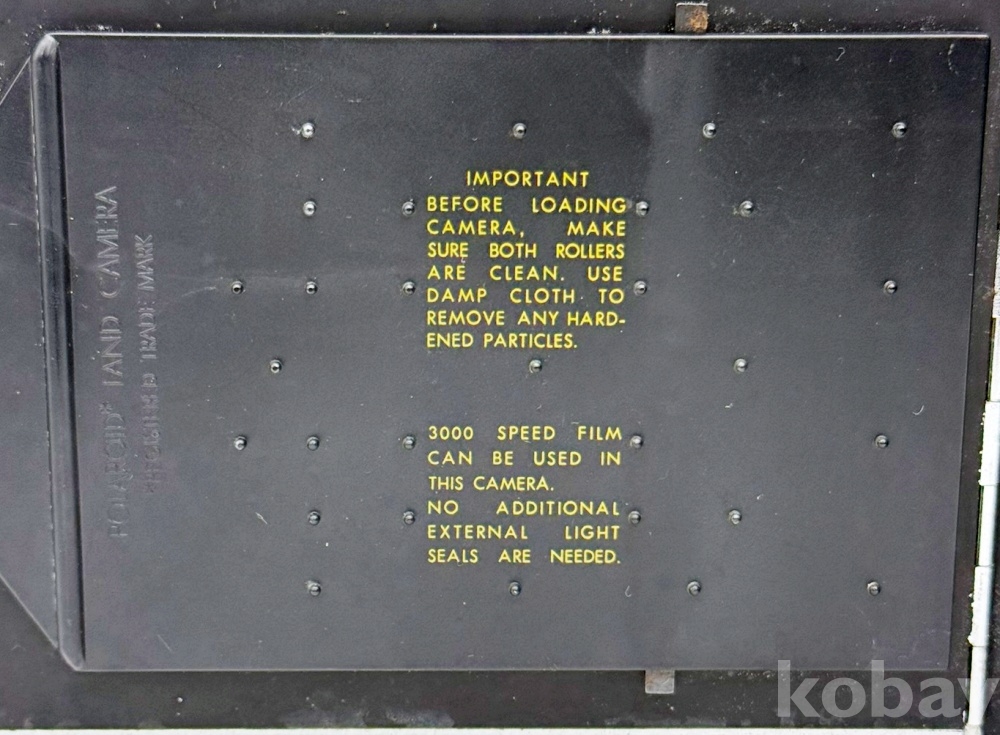 IMPORTANT
BEFORE LOADING
CAMERA, MAKE
SURE BOTH ROLLERS
ARE CLEAN. USE
DAMP CLOTH TO
REMOVE ANY HARD-
ENED PARTICLES.
3000 SPEED FILM
CAN BE USED IN
THIS CAMERA.
NO ADDITIONAL
EXTERNAL LIGHT
SEALS ARE NEEDED.
POLAROID® LAND CAMERA
REGISTERED TRADE MARK
kobay